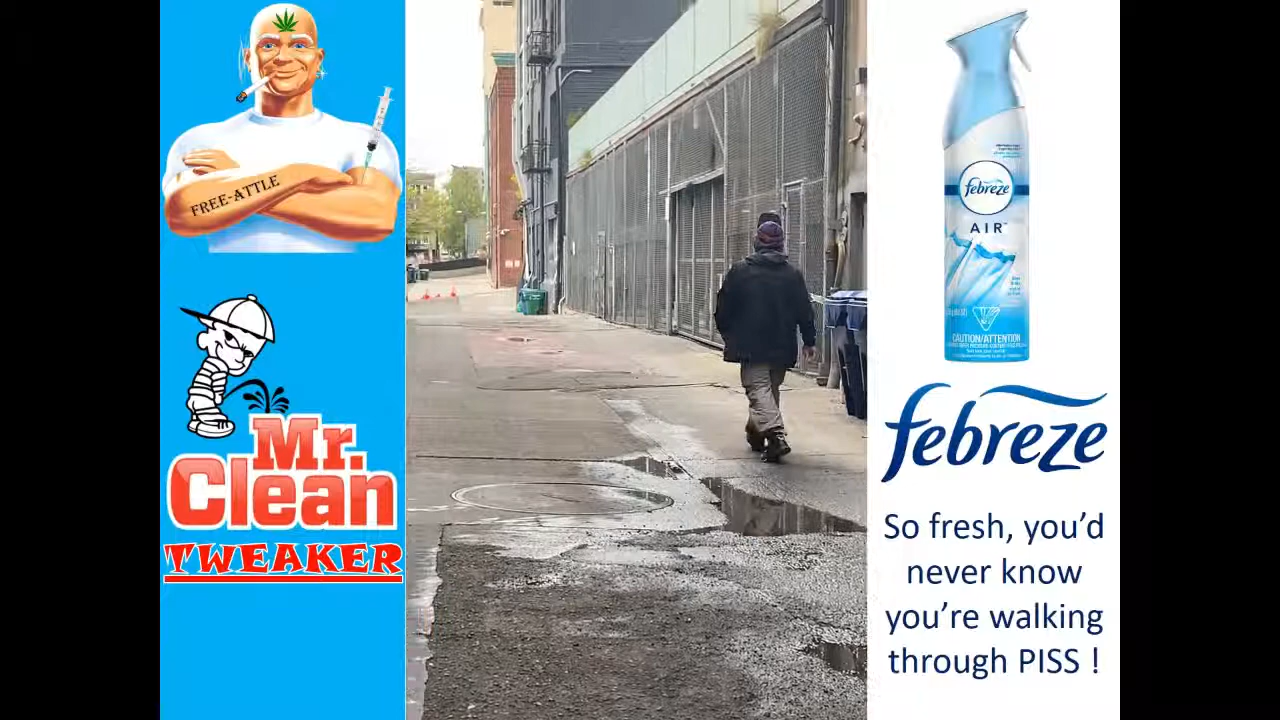 FREE-ATTLE
Mr.
Clean
TWEAKER
febreze
AIR
CAUTION/ATTENTION
febreze
So fresh, you'd
never know
you're walking
through PISS !